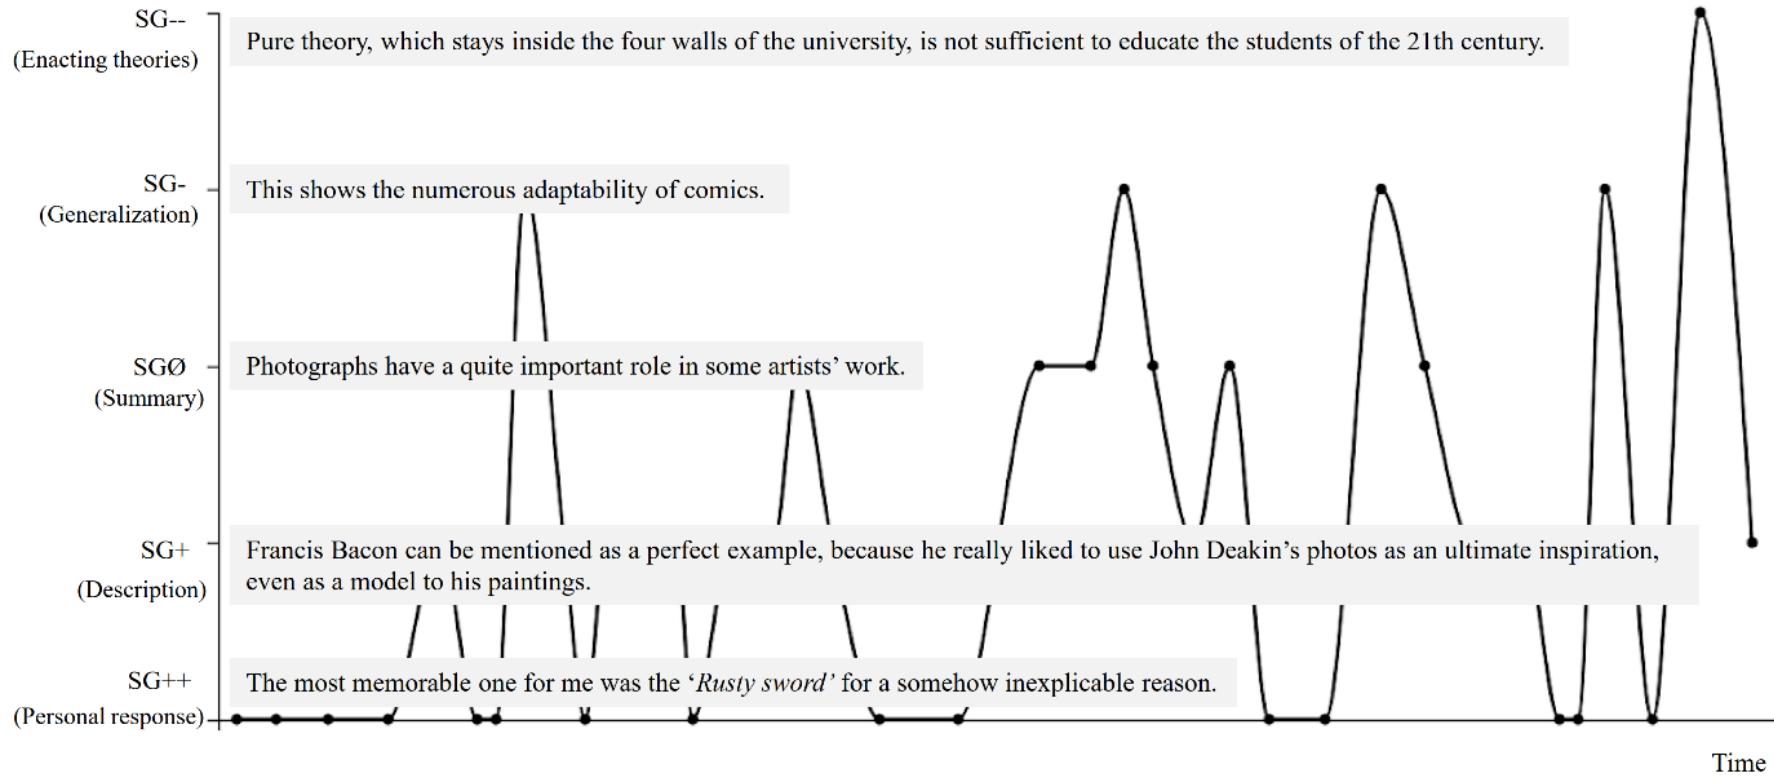 SG--
(Enacting theories)
Pure theory, which stays inside the four walls of the university, is not sufficient to educate the students of the 21th century.
SG-
(Generalization)
This shows the numerous adaptability of comics.
SGØ
(Summary)
Photographs have a quite important role in some artists’ work.
SG+
(Description)
Francis Bacon can be mentioned as a perfect example, because he really liked to use John Deakin’s photos as an ultimate inspiration,
even as a model to his paintings.
SG++
(Personal response)
The most memorable one for me was the ‘Rusty sword’ for a somehow inexplicable reason.
Time